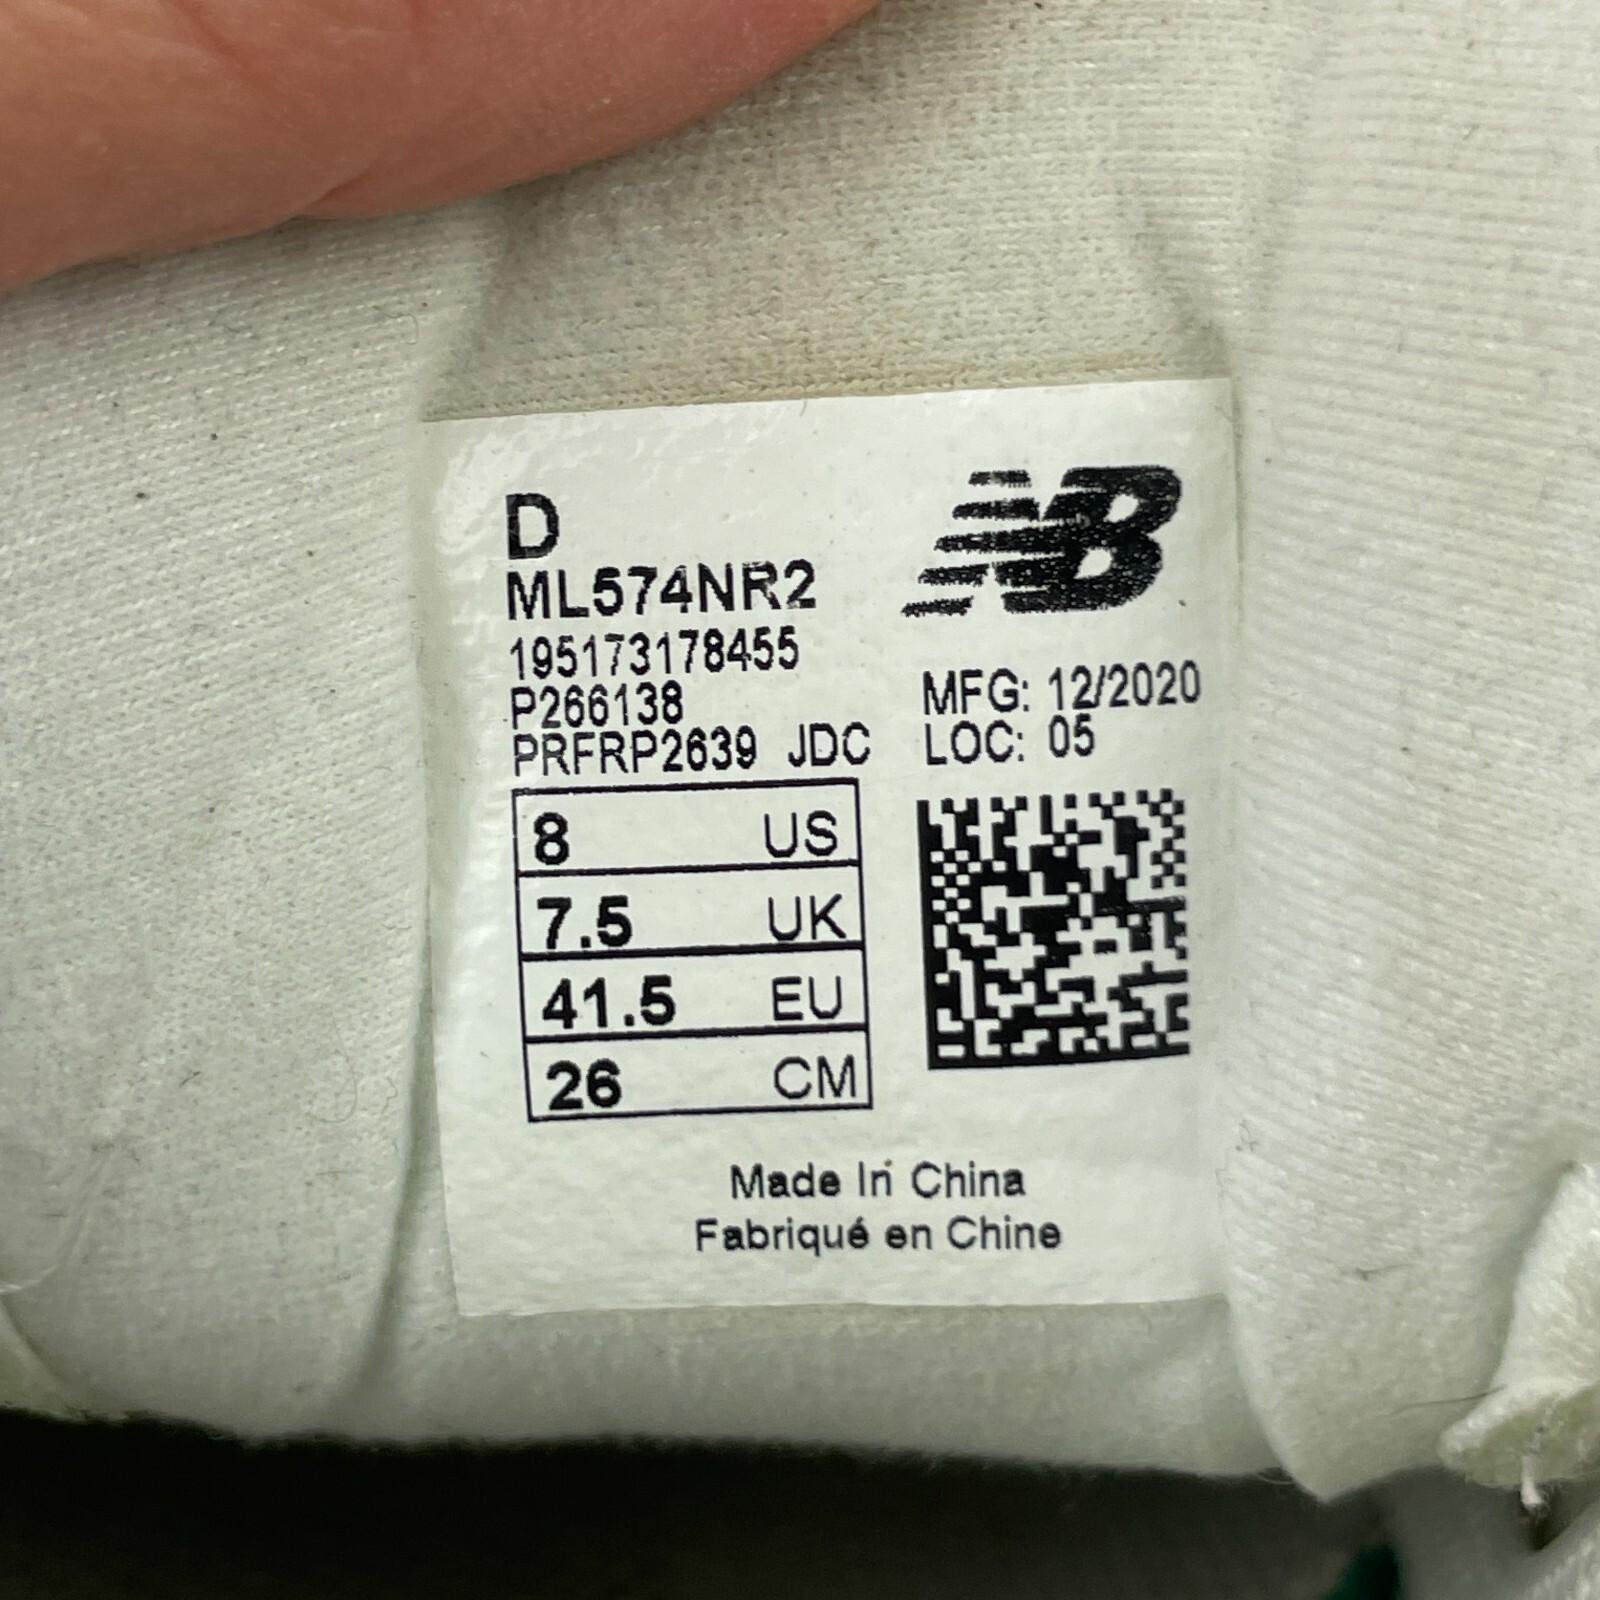 D
ML574NR2
195173178455
P266138
PRFRP2639 JDC
NB
MFG: 12/2020
LOC: 05
8 US
7.5 UK
41.5 EU
26 CM
Made In China
Fabriqué en Chine